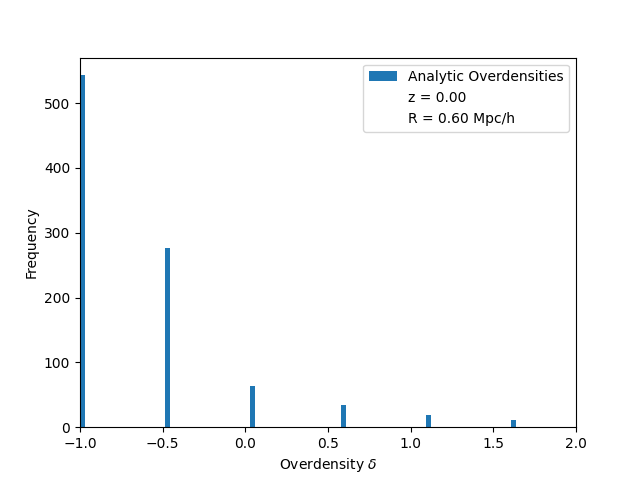 Analytic Overdensities
z = 0.00
R = 0.60 Mpc/h
Frequency
500
400
300
200
100
0
−1.0 −0.5 0.0 0.5 1.0 1.5 2.0
Overdensity δ